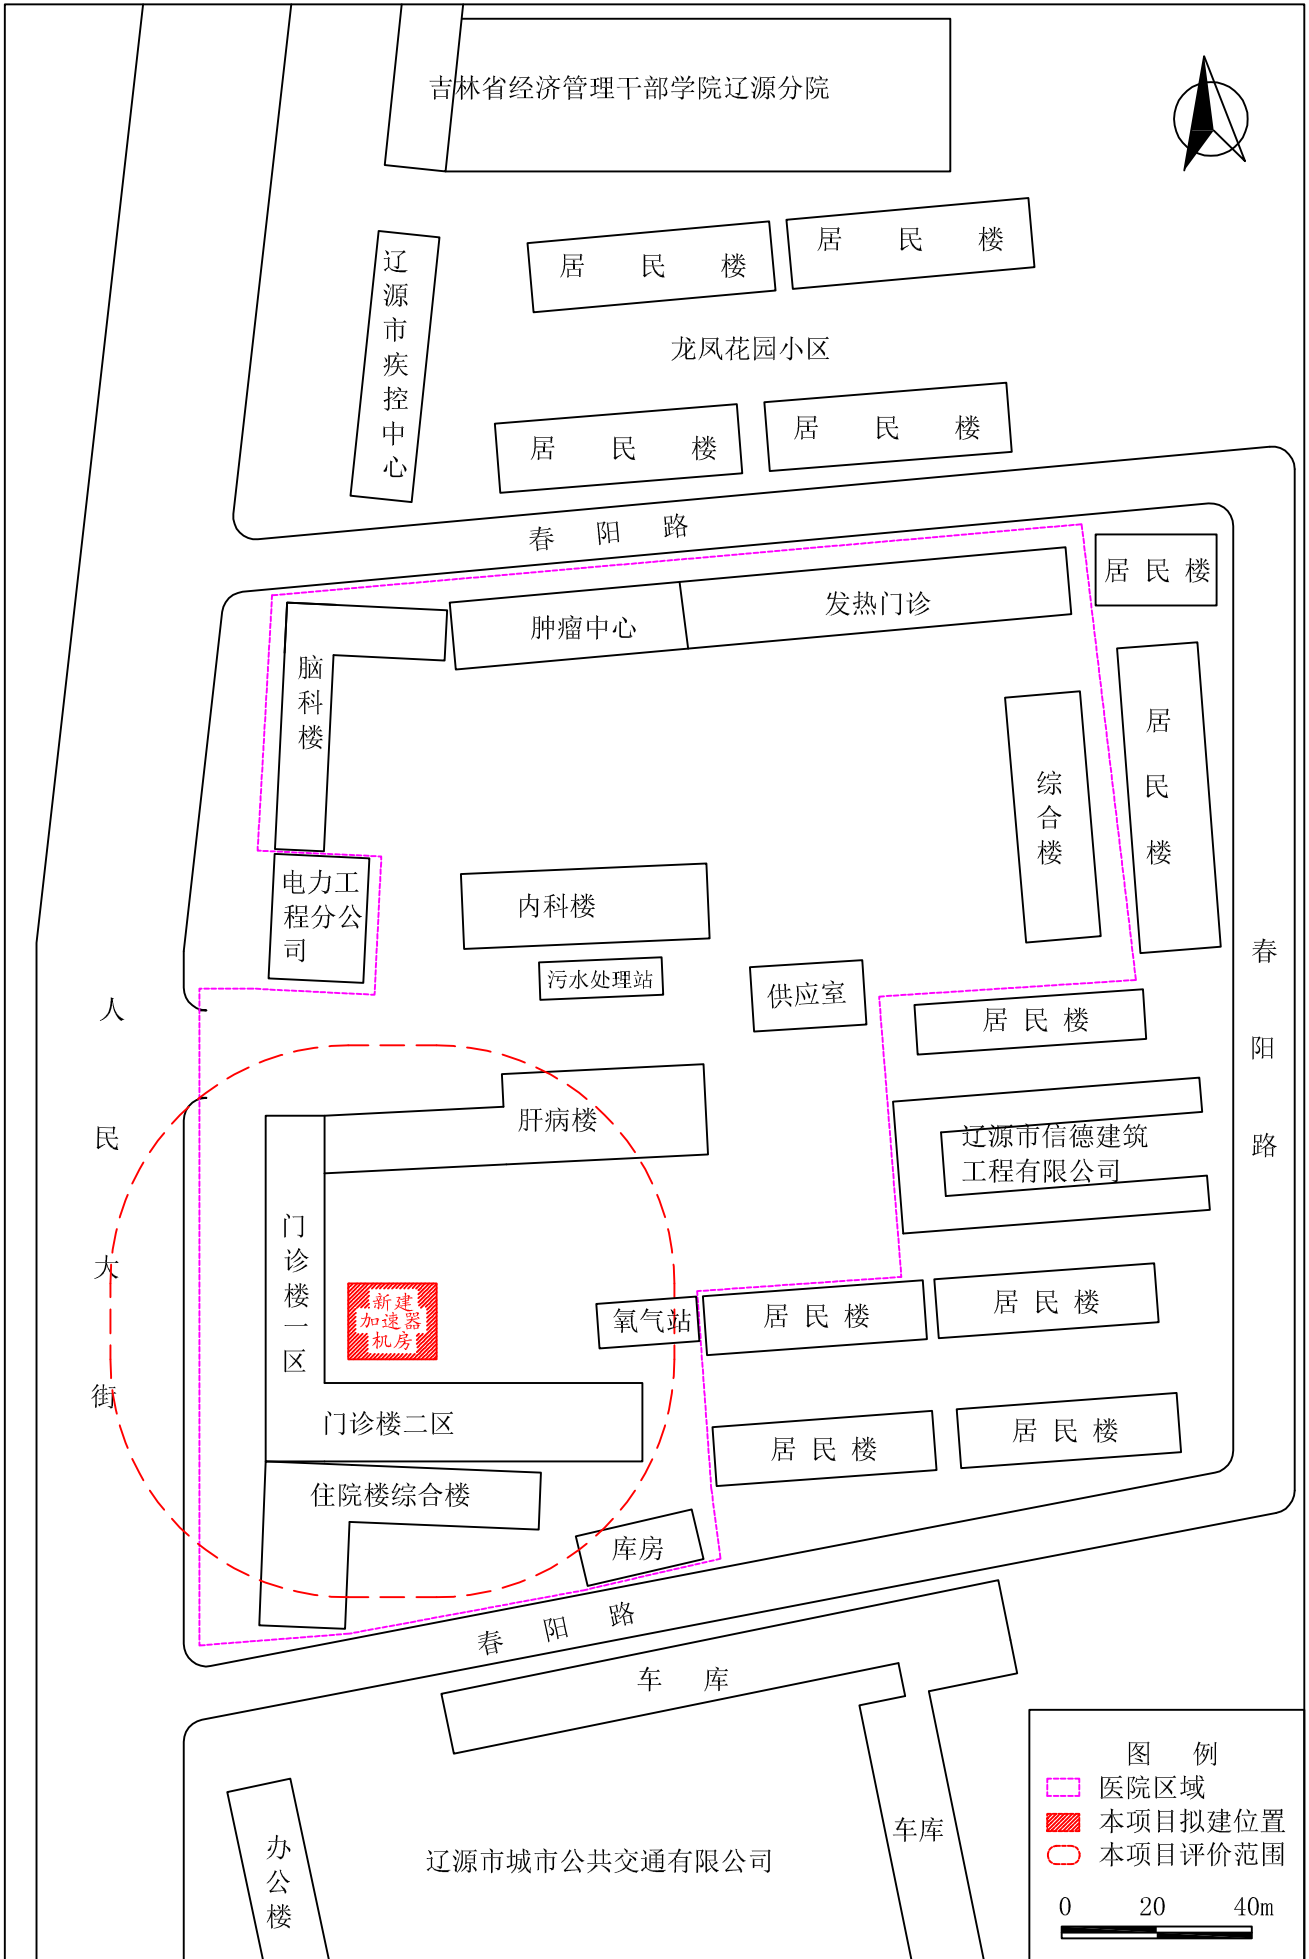 吉林省经济管理干部学院辽源分院
居民楼
居民楼
辽源市疾控中心
龙凤花园小区
居民楼
居民楼
春阳路
居民楼
发热门诊
肿瘤中心
脑科楼
居民楼
综合楼
电力工
程分公
司
内科楼
污水处理站
供应室
春阳路
人民大街
居民楼
肝病楼
辽源市信德建筑
工程有限公司
门诊楼一区
新建
加速器
机房
氧气站
居民楼
居民楼
门诊楼二区
居民楼
居民楼
住院楼综合楼
库房
春阳路
车库
图例
医院区域
本项目拟建位置
本项目评价范围
0 20 40m
车库
办公楼
辽源市城市公共交通有限公司